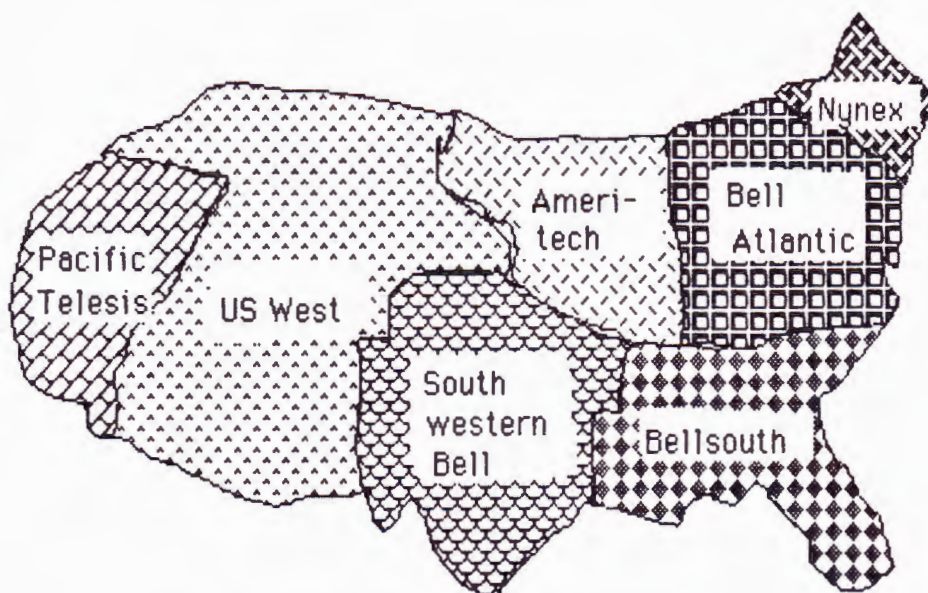 Nynex
Bell
Atlantic
Ameri-
tech
Pacific
Telesis
US West
South
western
Bell
Bellsouth